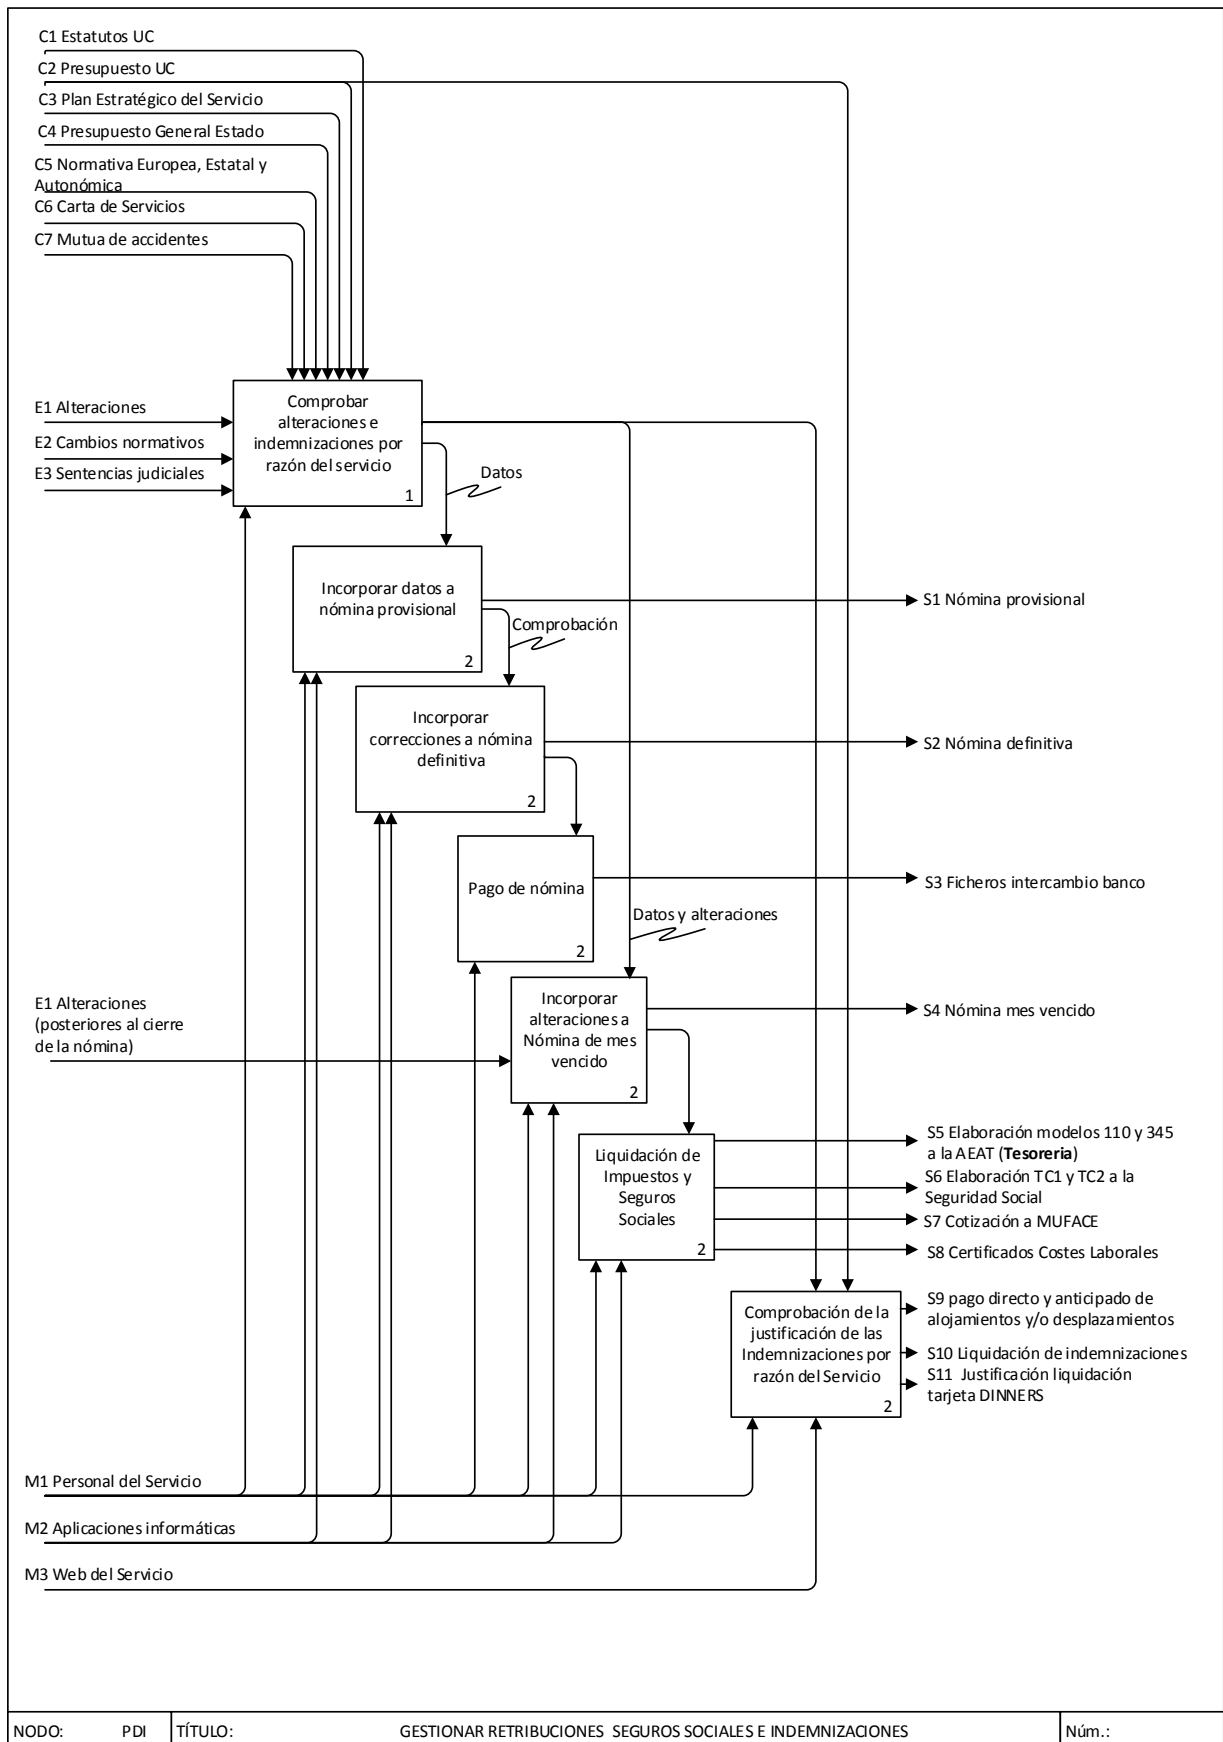 C1 Estatutos UC
C2 Presupuesto UC
C3 Plan Estratégico del Servicio
C4 Presupuesto General Estado
C5 Normativa Europea, Estatal y
Autonómica
C6 Carta de Servicios
C7 Mutua de accidentes
E1 Alteraciones
E2 Cambios normativos
E3 Sentencias judiciales
Comprobar
alteraciones e
indemnizaciones por
razón del servicio
1
Datos
Incorporar datos a
nómina provisional
2
S1 Nómina provisional
Comprobación
Incorporar
correcciones a nómina
definitiva
2
S2 Nómina definitiva
Pago de nómina
2
S3 Ficheros intercambio banco
Datos y alteraciones
E1 Alteraciones
(posteriores al cierre
de la nómina)
Incorporar
alteraciones a
Nómina de mes
vencido
2
S4 Nómina mes vencido
Liquidación de
Impuestos y
Seguros
Sociales
2
S5 Elaboración modelos 110 y 345
a la AEAT (Tesoreria)
S6 Elaboración TC1 y TC2 a la
Seguridad Social
S7 Cotización a MUFACE
S8 Certificados Costes Laborales
Comprobación de la
justificación de las
Indemnizaciones por
razón del Servicio
2
S9 pago directo y anticipado de
alojamientos y/o desplazamientos
S10 Liquidación de indemnizaciones
S11 Justificación liquidación
tarjeta DINNERS
M1 Personal del Servicio
M2 Aplicaciones informáticas
M3 Web del Servicio
NODO: PDI
TÍTULO: GESTIONAR RETRIBUCIONES SEGUROS SOCIALES E INDEMNIZACIONES
Núm.: